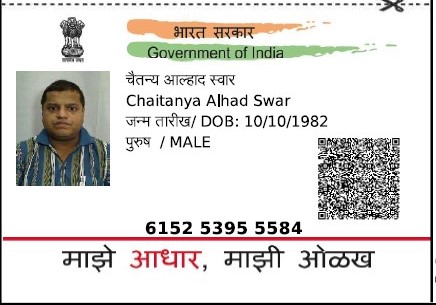 भारत सरकार
Government of India
चैतन्य आल्हाद स्वार
Chaitanya Alhad Swar
जन्म तारीख/ DOB: 10/10/1982
पुरुष / MALE
6152 5395 5584
माझे आधार, माझी ओळख